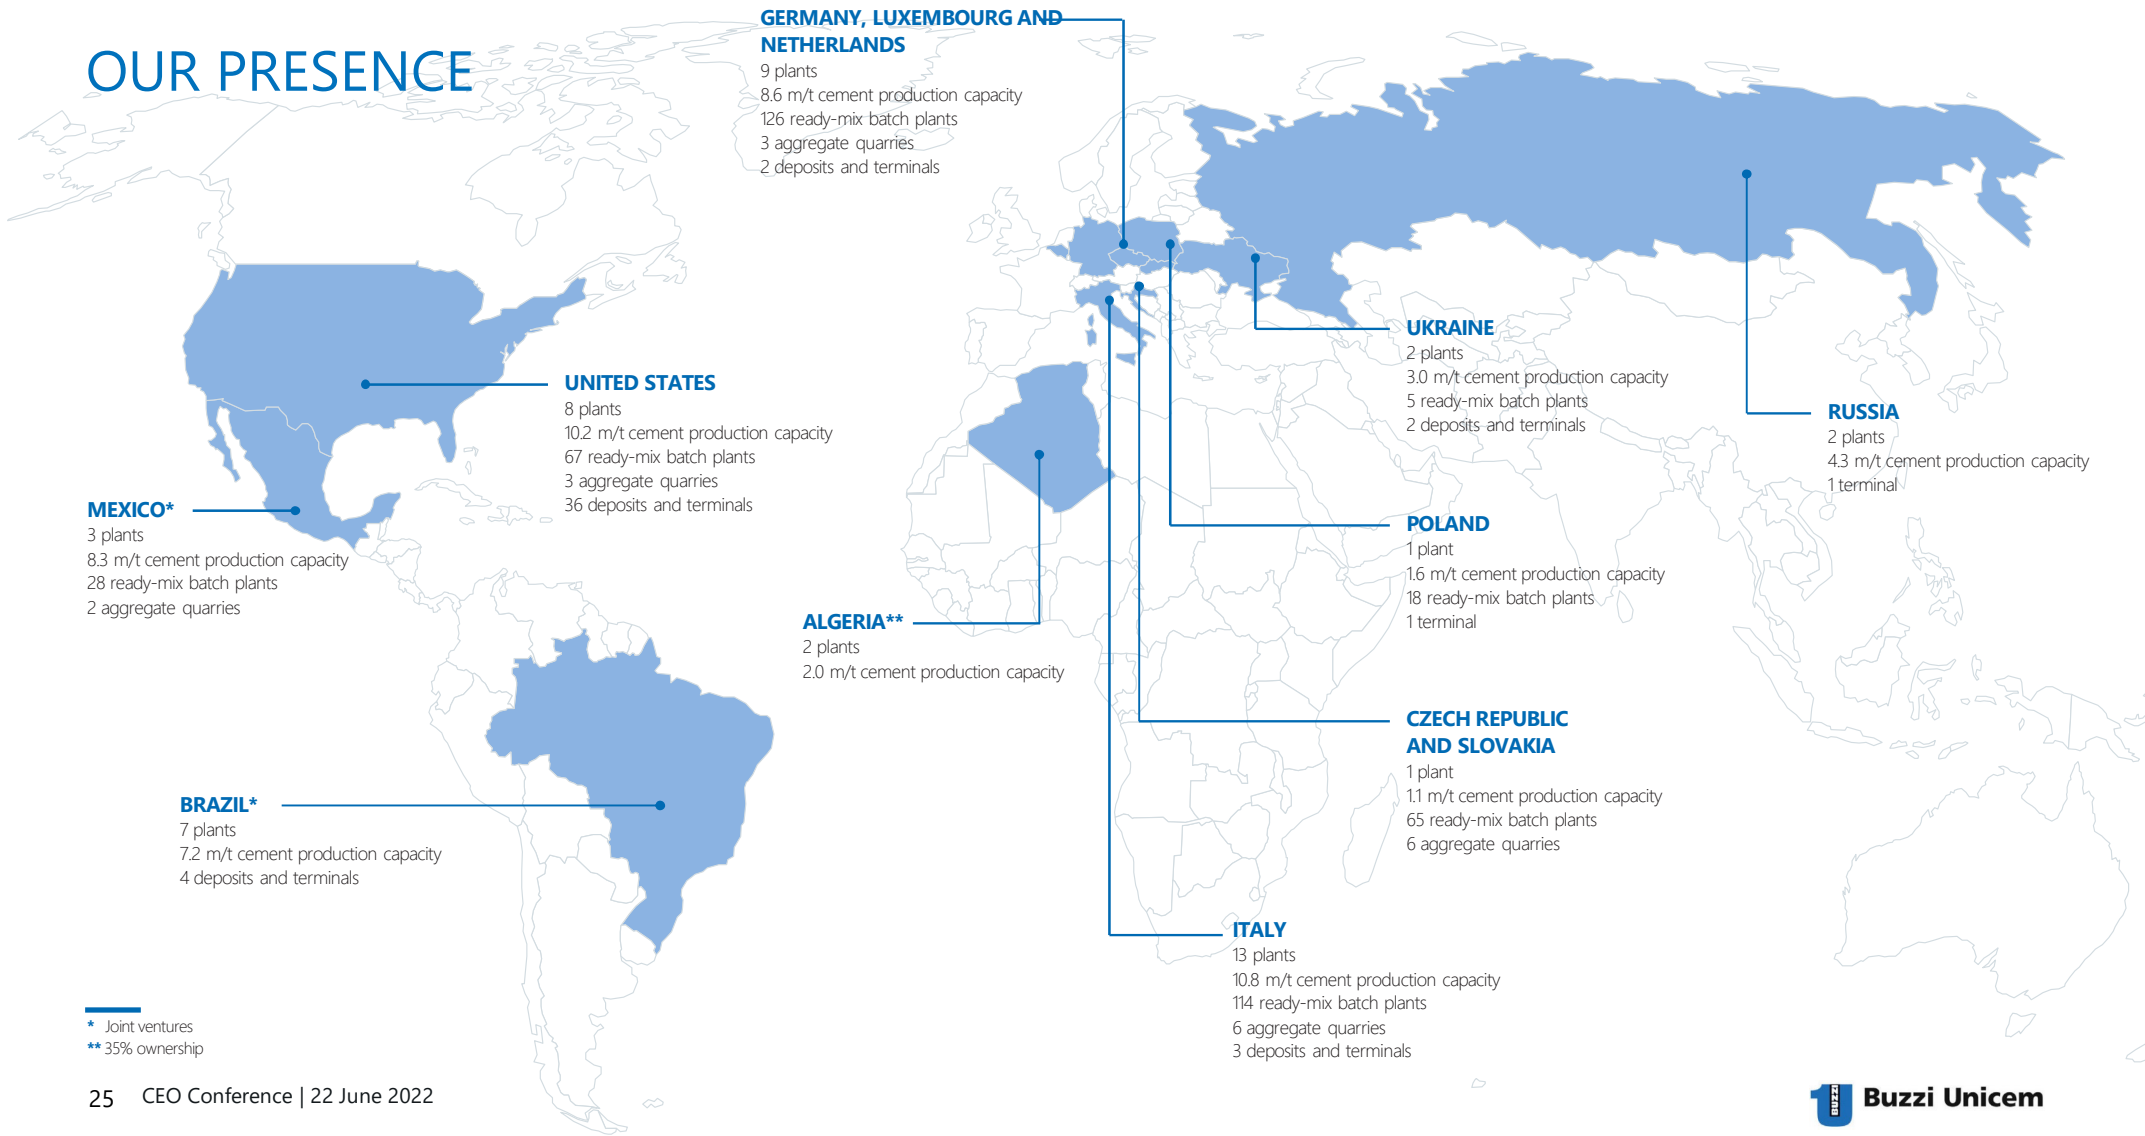 OUR PRESENCE
GERMANY, LUXEMBOURG AND
NETHERLANDS
9 plants
8.6 m/t cement production capacity
126 ready-mix batch plants
3 aggregate quarries
2 deposits and terminals
UNITED STATES
8 plants
10.2 m/t cement production capacity
67 ready-mix batch plants
3 aggregate quarries
36 deposits and terminals
MEXICO*
3 plants
8.3 m/t cement production capacity
28 ready-mix batch plants
2 aggregate quarries
BRAZIL*
7 plants
7.2 m/t cement production capacity
4 deposits and terminals
ALGERIA**
2 plants
2.0 m/t cement production capacity
UKRAINE
2 plants
3.0 m/t cement production capacity
5 ready-mix batch plants
2 deposits and terminals
RUSSIA
2 plants
4.3 m/t cement production capacity
1 terminal
POLAND
1 plant
1.6 m/t cement production capacity
18 ready-mix batch plants
1 terminal
CZECH REPUBLIC
AND SLOVAKIA
1 plant
1.1 m/t cement production capacity
65 ready-mix batch plants
6 aggregate quarries
ITALY
13 plants
10.8 m/t cement production capacity
114 ready-mix batch plants
6 aggregate quarries
3 deposits and terminals
* Joint ventures
** 35% ownership
25 CEO Conference | 22 June 2022
BUZZI
Buzzi Unicem